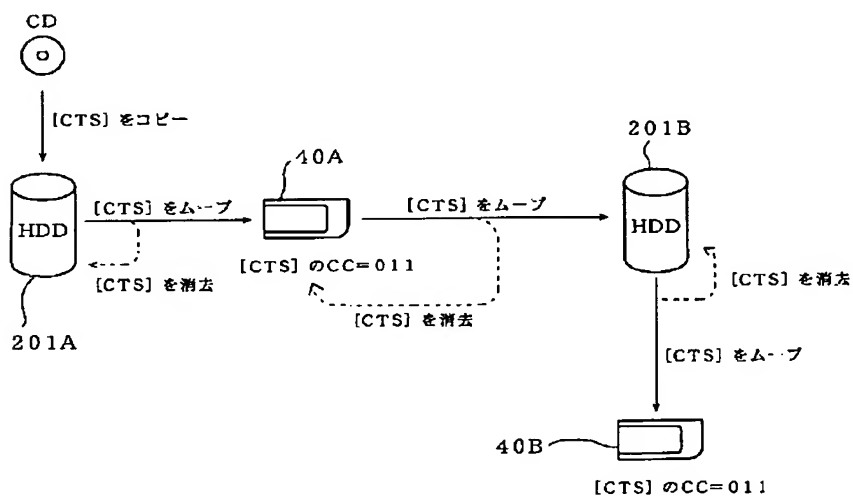 CD
[CTS]をコピー
201B
40A
[CTS]をムーブ
[CTS]をムーブ
HDD
HDD
[CTS]のCC=011
[CTS]を消去
[CTS]を消去
[CTS]を消去
201A
[CTS]をムーブ
40B
[CTS]のCC=011